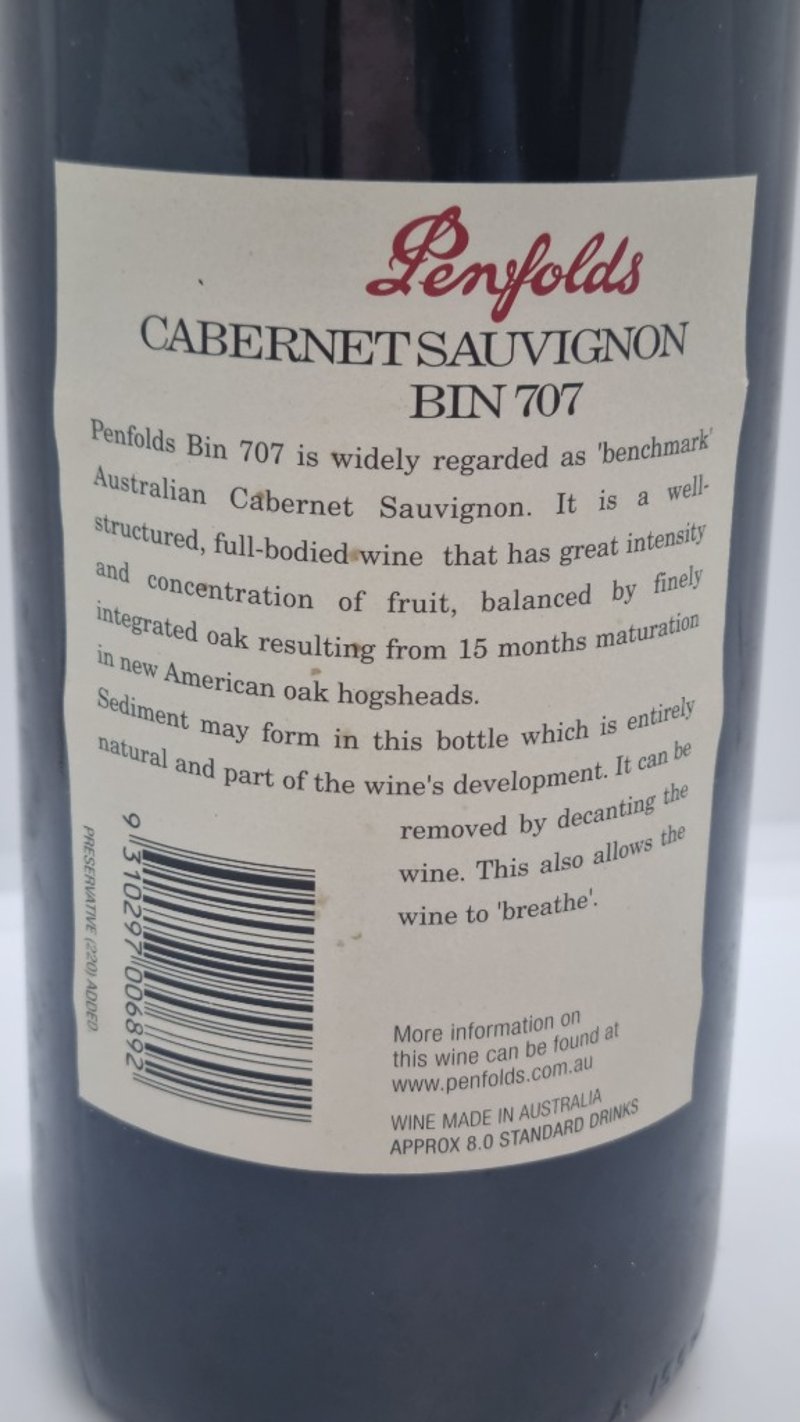 Penfolds
CABERNET SAUVIGNON
BIN 707
Penfolds Bin 707 is widely regarded as 'benchmark'
Australian Cabernet Sauvignon. It is a well-
structured, full-bodied wine that has great intensity
and concentration of fruit, balanced by finely
integrated oak resulting from 15 months maturation
in new American oak hogsheads.
Sediment may form in this bottle which is entirely
natural and part of the wine's development. It can be
removed by decanting the
wine. This also allows the
wine to 'breathe'.
PRESERVATIVE (220) ADDED.
9 310297 006892
More information on
this wine can be found at
www.penfolds.com.au
WINE MADE IN AUSTRALIA
APPROX 8.0 STANDARD DRINKS